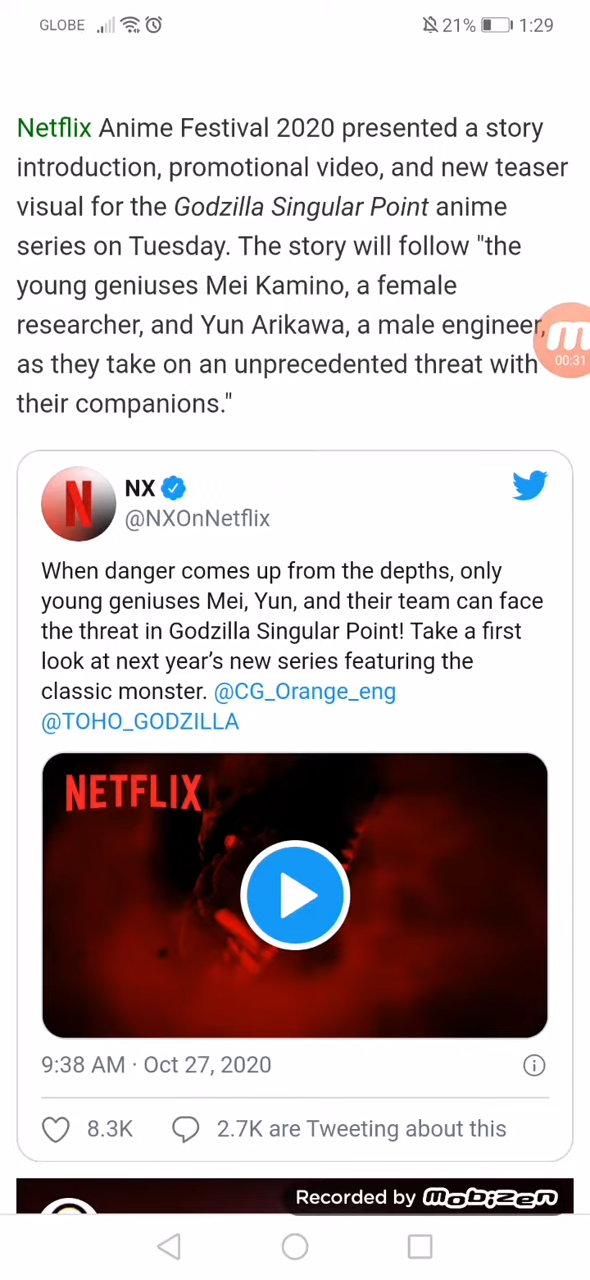 GLOBE 21% 1:29
Netflix Anime Festival 2020 presented a story
introduction, promotional video, and new teaser
visual for the Godzilla Singular Point anime
series on Tuesday. The story will follow "the
young geniuses Mei Kamino, a female
researcher, and Yun Arikawa, a male engineer,
as they take on an unprecedented threat with
their companions."
00:31
N
NX
@NXOnNetflix
When danger comes up from the depths, only
young geniuses Mei, Yun, and their team can face
the threat in Godzilla Singular Point! Take a first
look at next year’s new series featuring the
classic monster. @CG_Orange_eng
@TOHO_GODZILLA
NETFLIX
9:38 AM · Oct 27, 2020
8.3K 2.7K are Tweeting about this
Recorded by mobizen